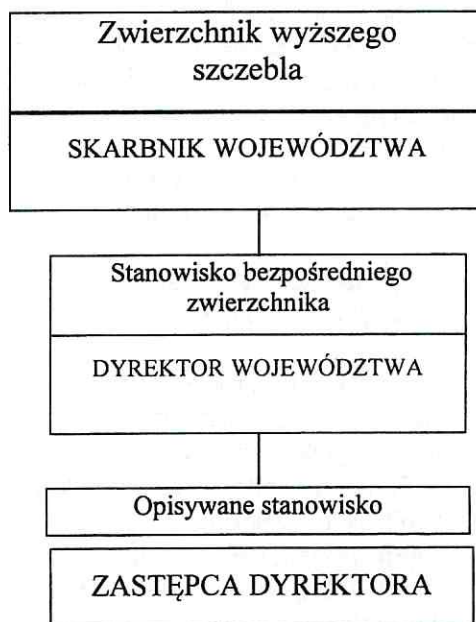 Zwierzchnik wyższego
szczebla
SKARBNIK WOJEWÓDZTWA
Stanowisko bezpośredniego
zwierzchnika
DYREKTOR WOJEWÓDZTWA
Opisywane stanowisko
ZASTĘPCA DYREKTORA